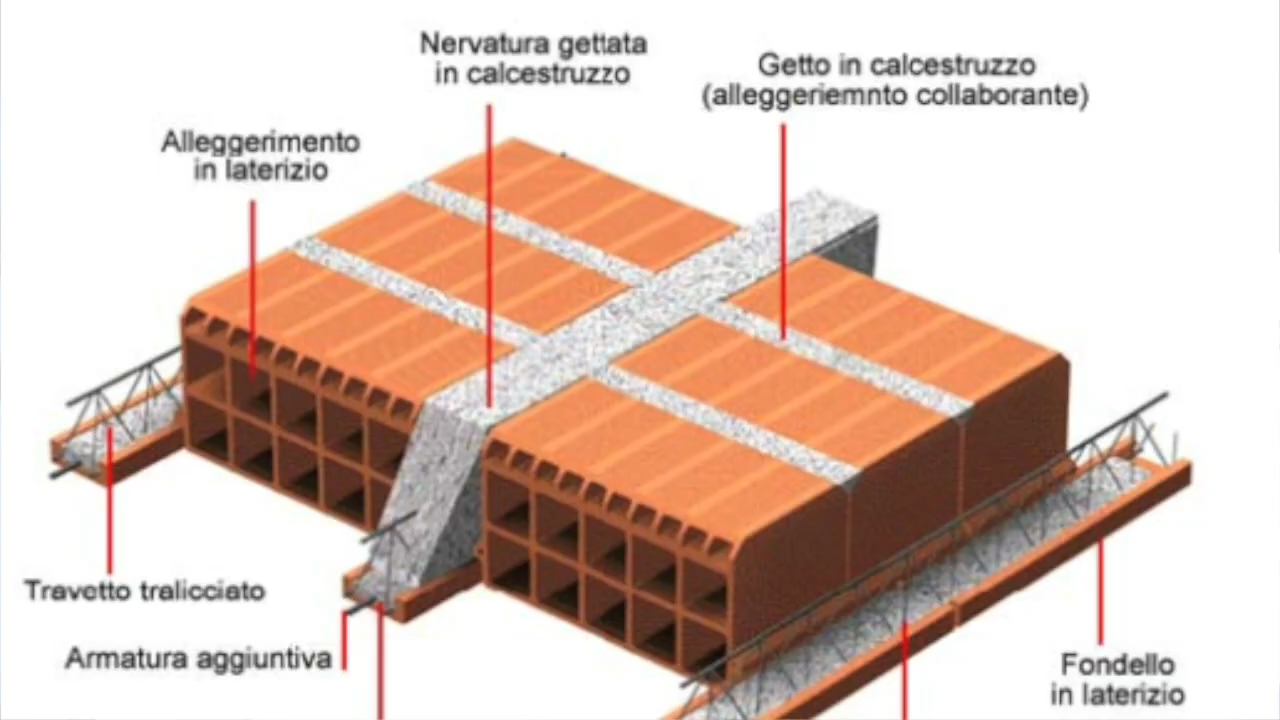 Nervatura gettata
in calcestruzzo
Getto in calcestruzzo
(alleggeriemnto collaborante)
Alleggerimento
in laterizio
Travetto tralicciato
Armatura aggiuntiva
Fondello
in laterizio